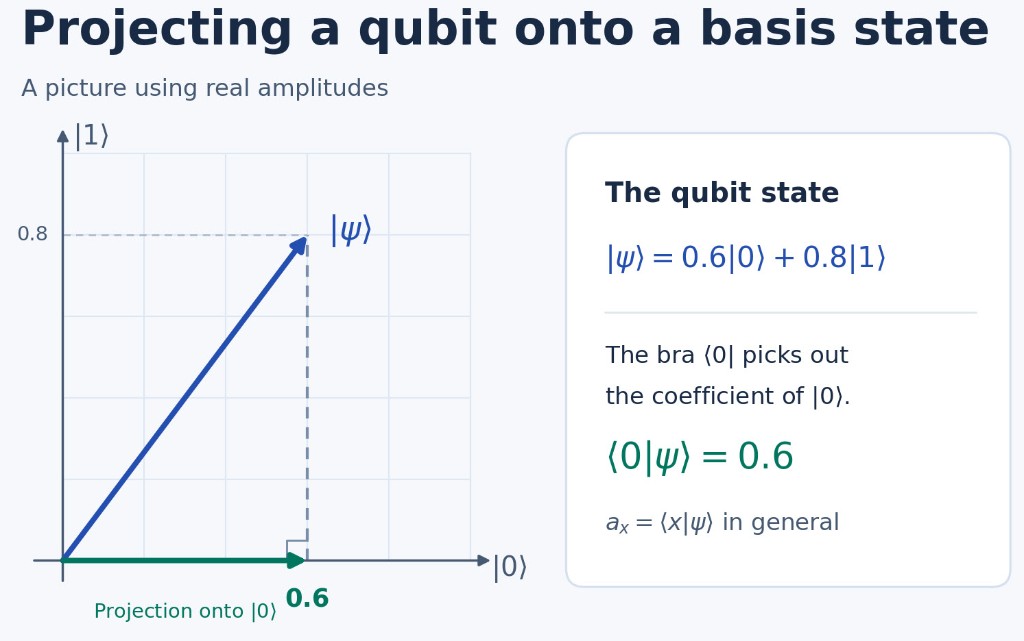 Projecting a qubit onto a basis state
A picture using real amplitudes
|1⟩
0.8
|ψ⟩
|0⟩
0.6
Projection onto |0⟩
The qubit state
|ψ⟩ = 0.6|0⟩ + 0.8|1⟩
The bra ⟨0| picks out
the coefficient of |0⟩.
⟨0|ψ⟩ = 0.6
aₓ = ⟨x|ψ⟩ in general